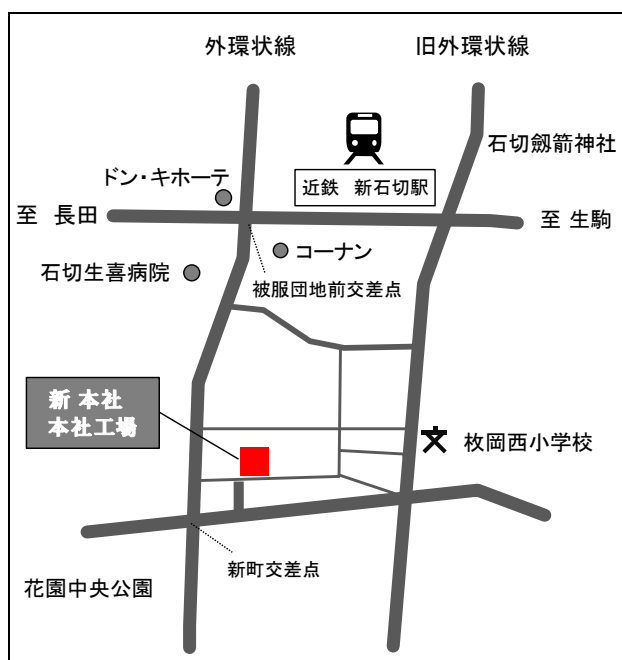 外環状線
旧外環状線
石切劔箭神社
ドン・キホーテ
近鉄 新石切駅
至 長田
至 生駒
コーナン
石切生喜病院
被服団地前交差点
新 本社
本社工場
枚岡西小学校
新町交差点
花園中央公園